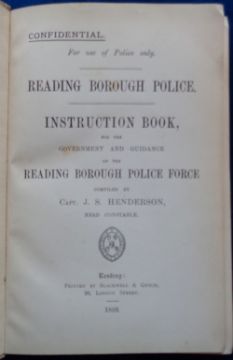 CONFIDENTIAL.
For use of Police only.
READING BOROUGH POLICE.
INSTRUCTION BOOK,
FOR THE
GOVERNMENT AND GUIDANCE
OF THE
READING BOROUGH POLICE FORCE
COMPILED BY
CAPT. J. S. HENDERSON,
HEAD CONSTABLE.
Reading:
PRINTED BY BLACKWELL &
LONDON STREET.